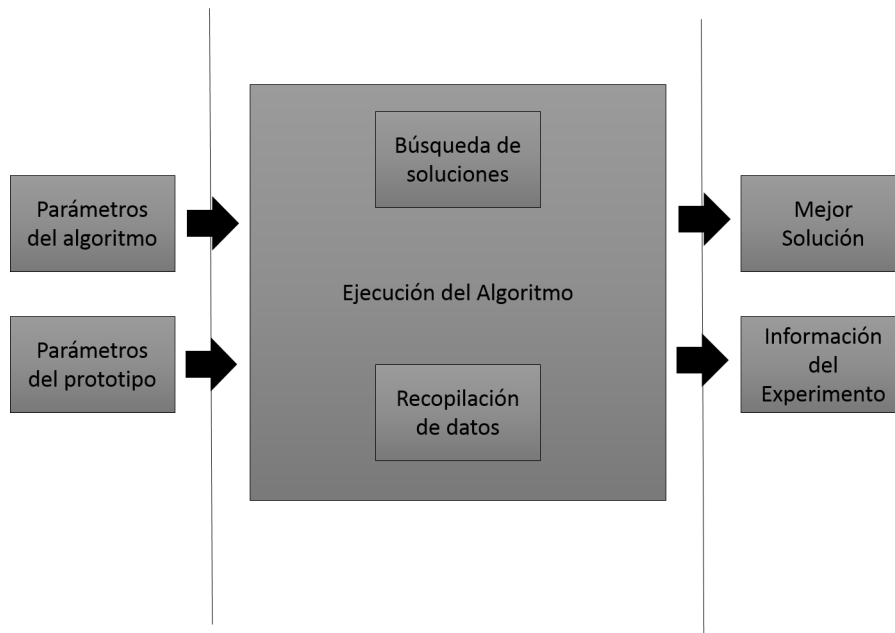 Parámetros
del algoritmo
Parámetros
del prototipo
Búsqueda de
soluciones
Ejecución del Algoritmo
Recopilación
de datos
Mejor
Solución
Información
del
Experimento